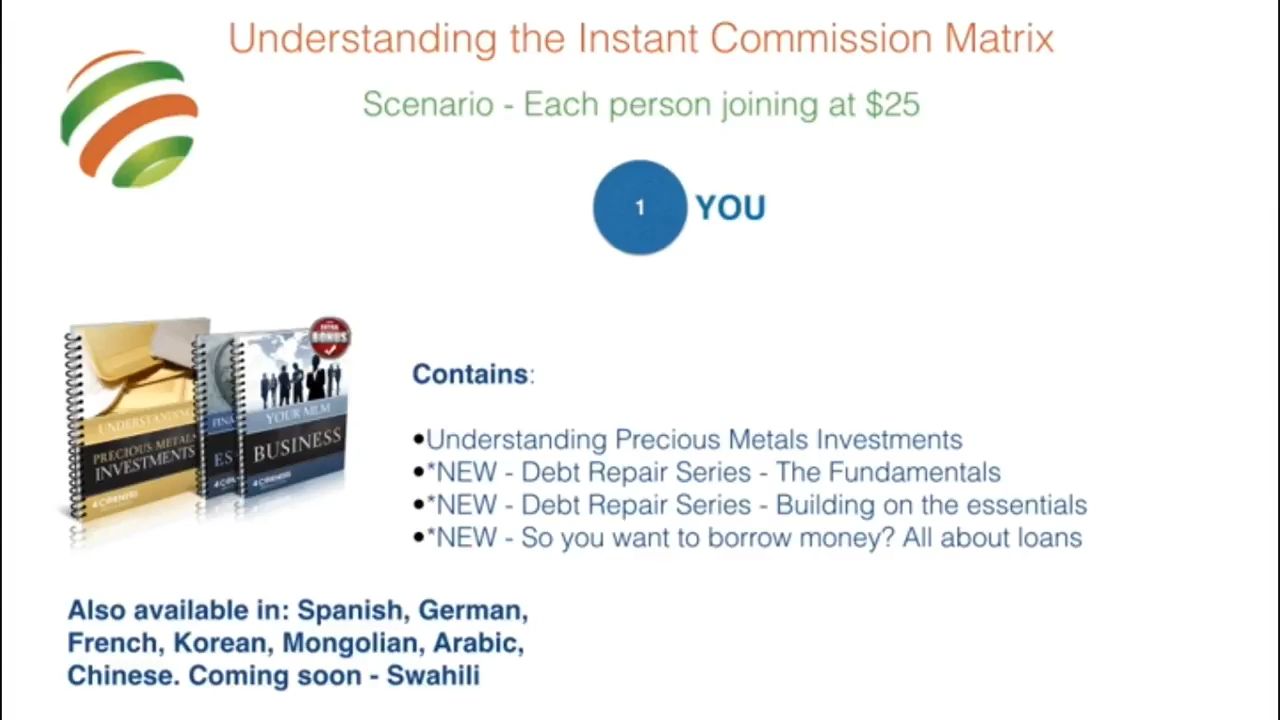 Understanding the Instant Commission Matrix
Scenario - Each person joining at $25
1 YOU
BONUS
UNDERSTANDING
PRECIOUS METALS
INVESTMENTS
FINA
ES
YOUR MLM
BUSINESS
Contains:
•Understanding Precious Metals Investments
•*NEW - Debt Repair Series - The Fundamentals
•*NEW - Debt Repair Series - Building on the essentials
•*NEW - So you want to borrow money? All about loans
Also available in: Spanish, German,
French, Korean, Mongolian, Arabic,
Chinese. Coming soon - Swahili